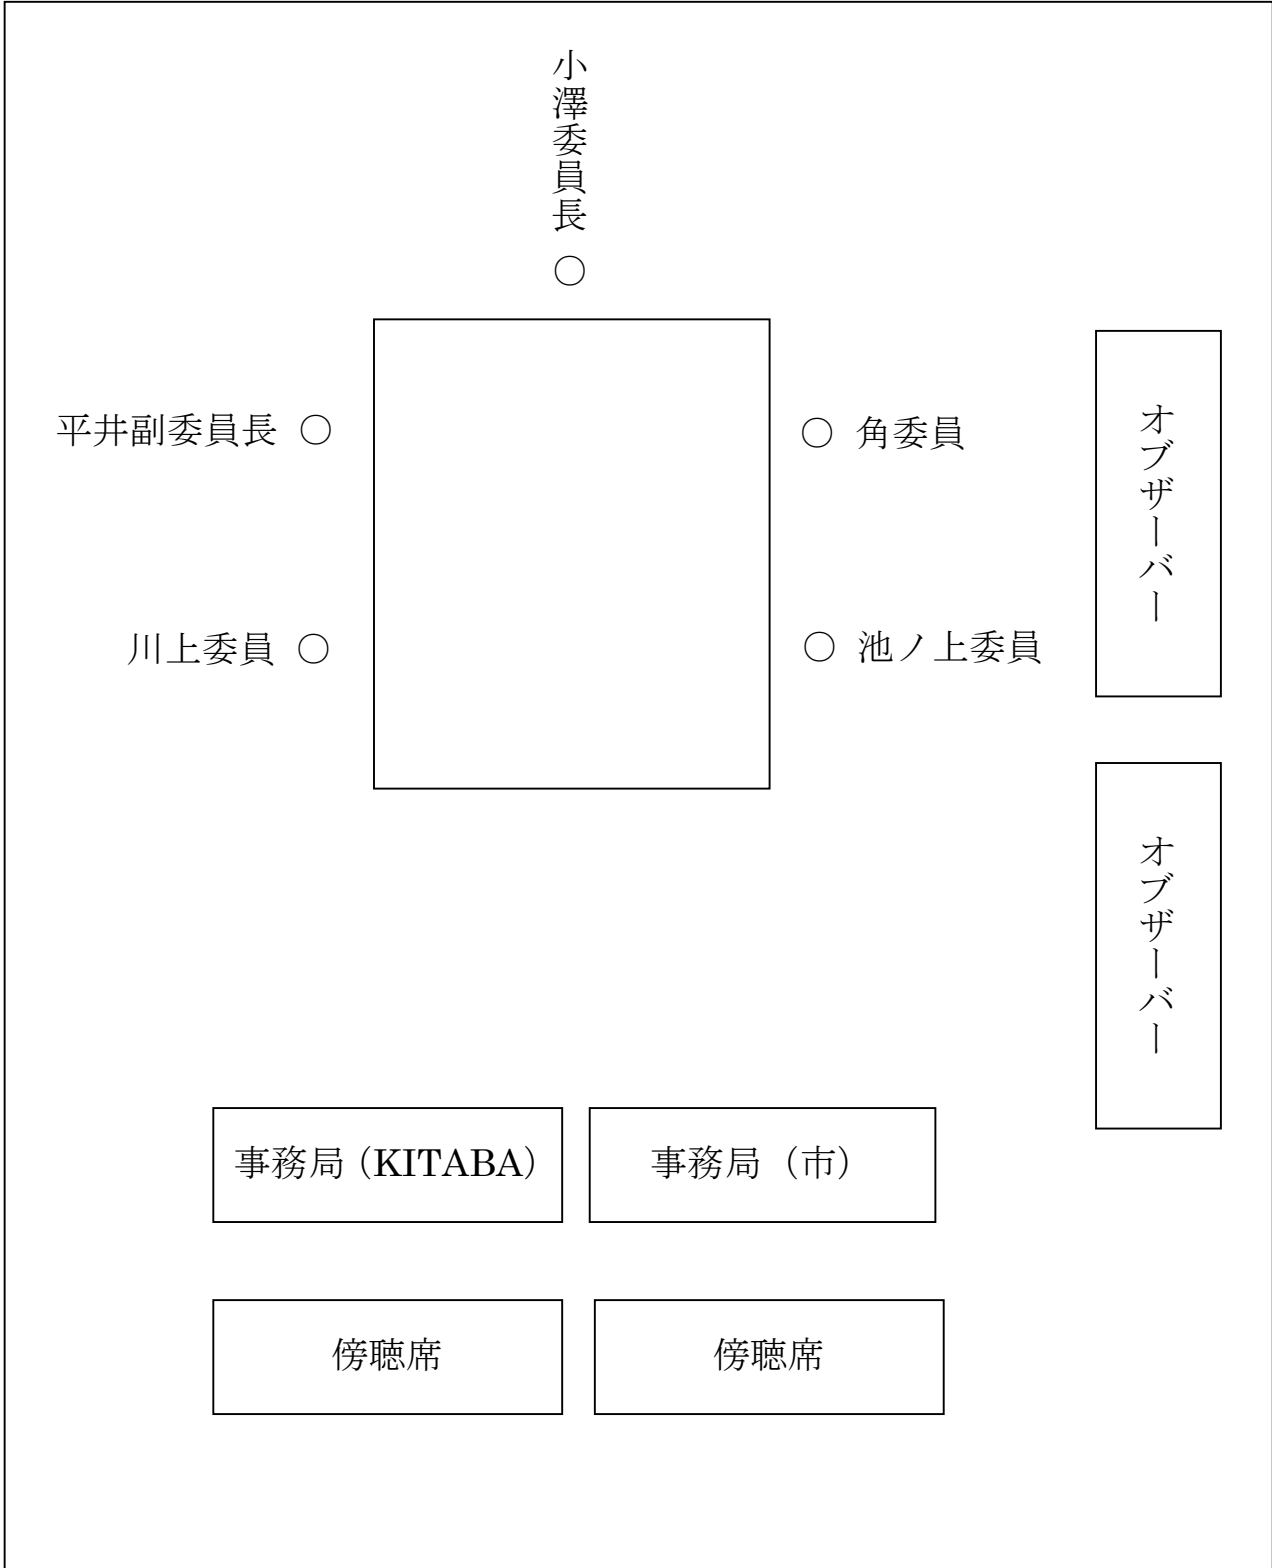 小澤委員長 ○
平井副委員長 ○
○ 角委員
川上委員 ○
○ 池ノ上委員
オブザーバー
オブザーバー
事務局（KITABA）
事務局（市）
傍聴席
傍聴席